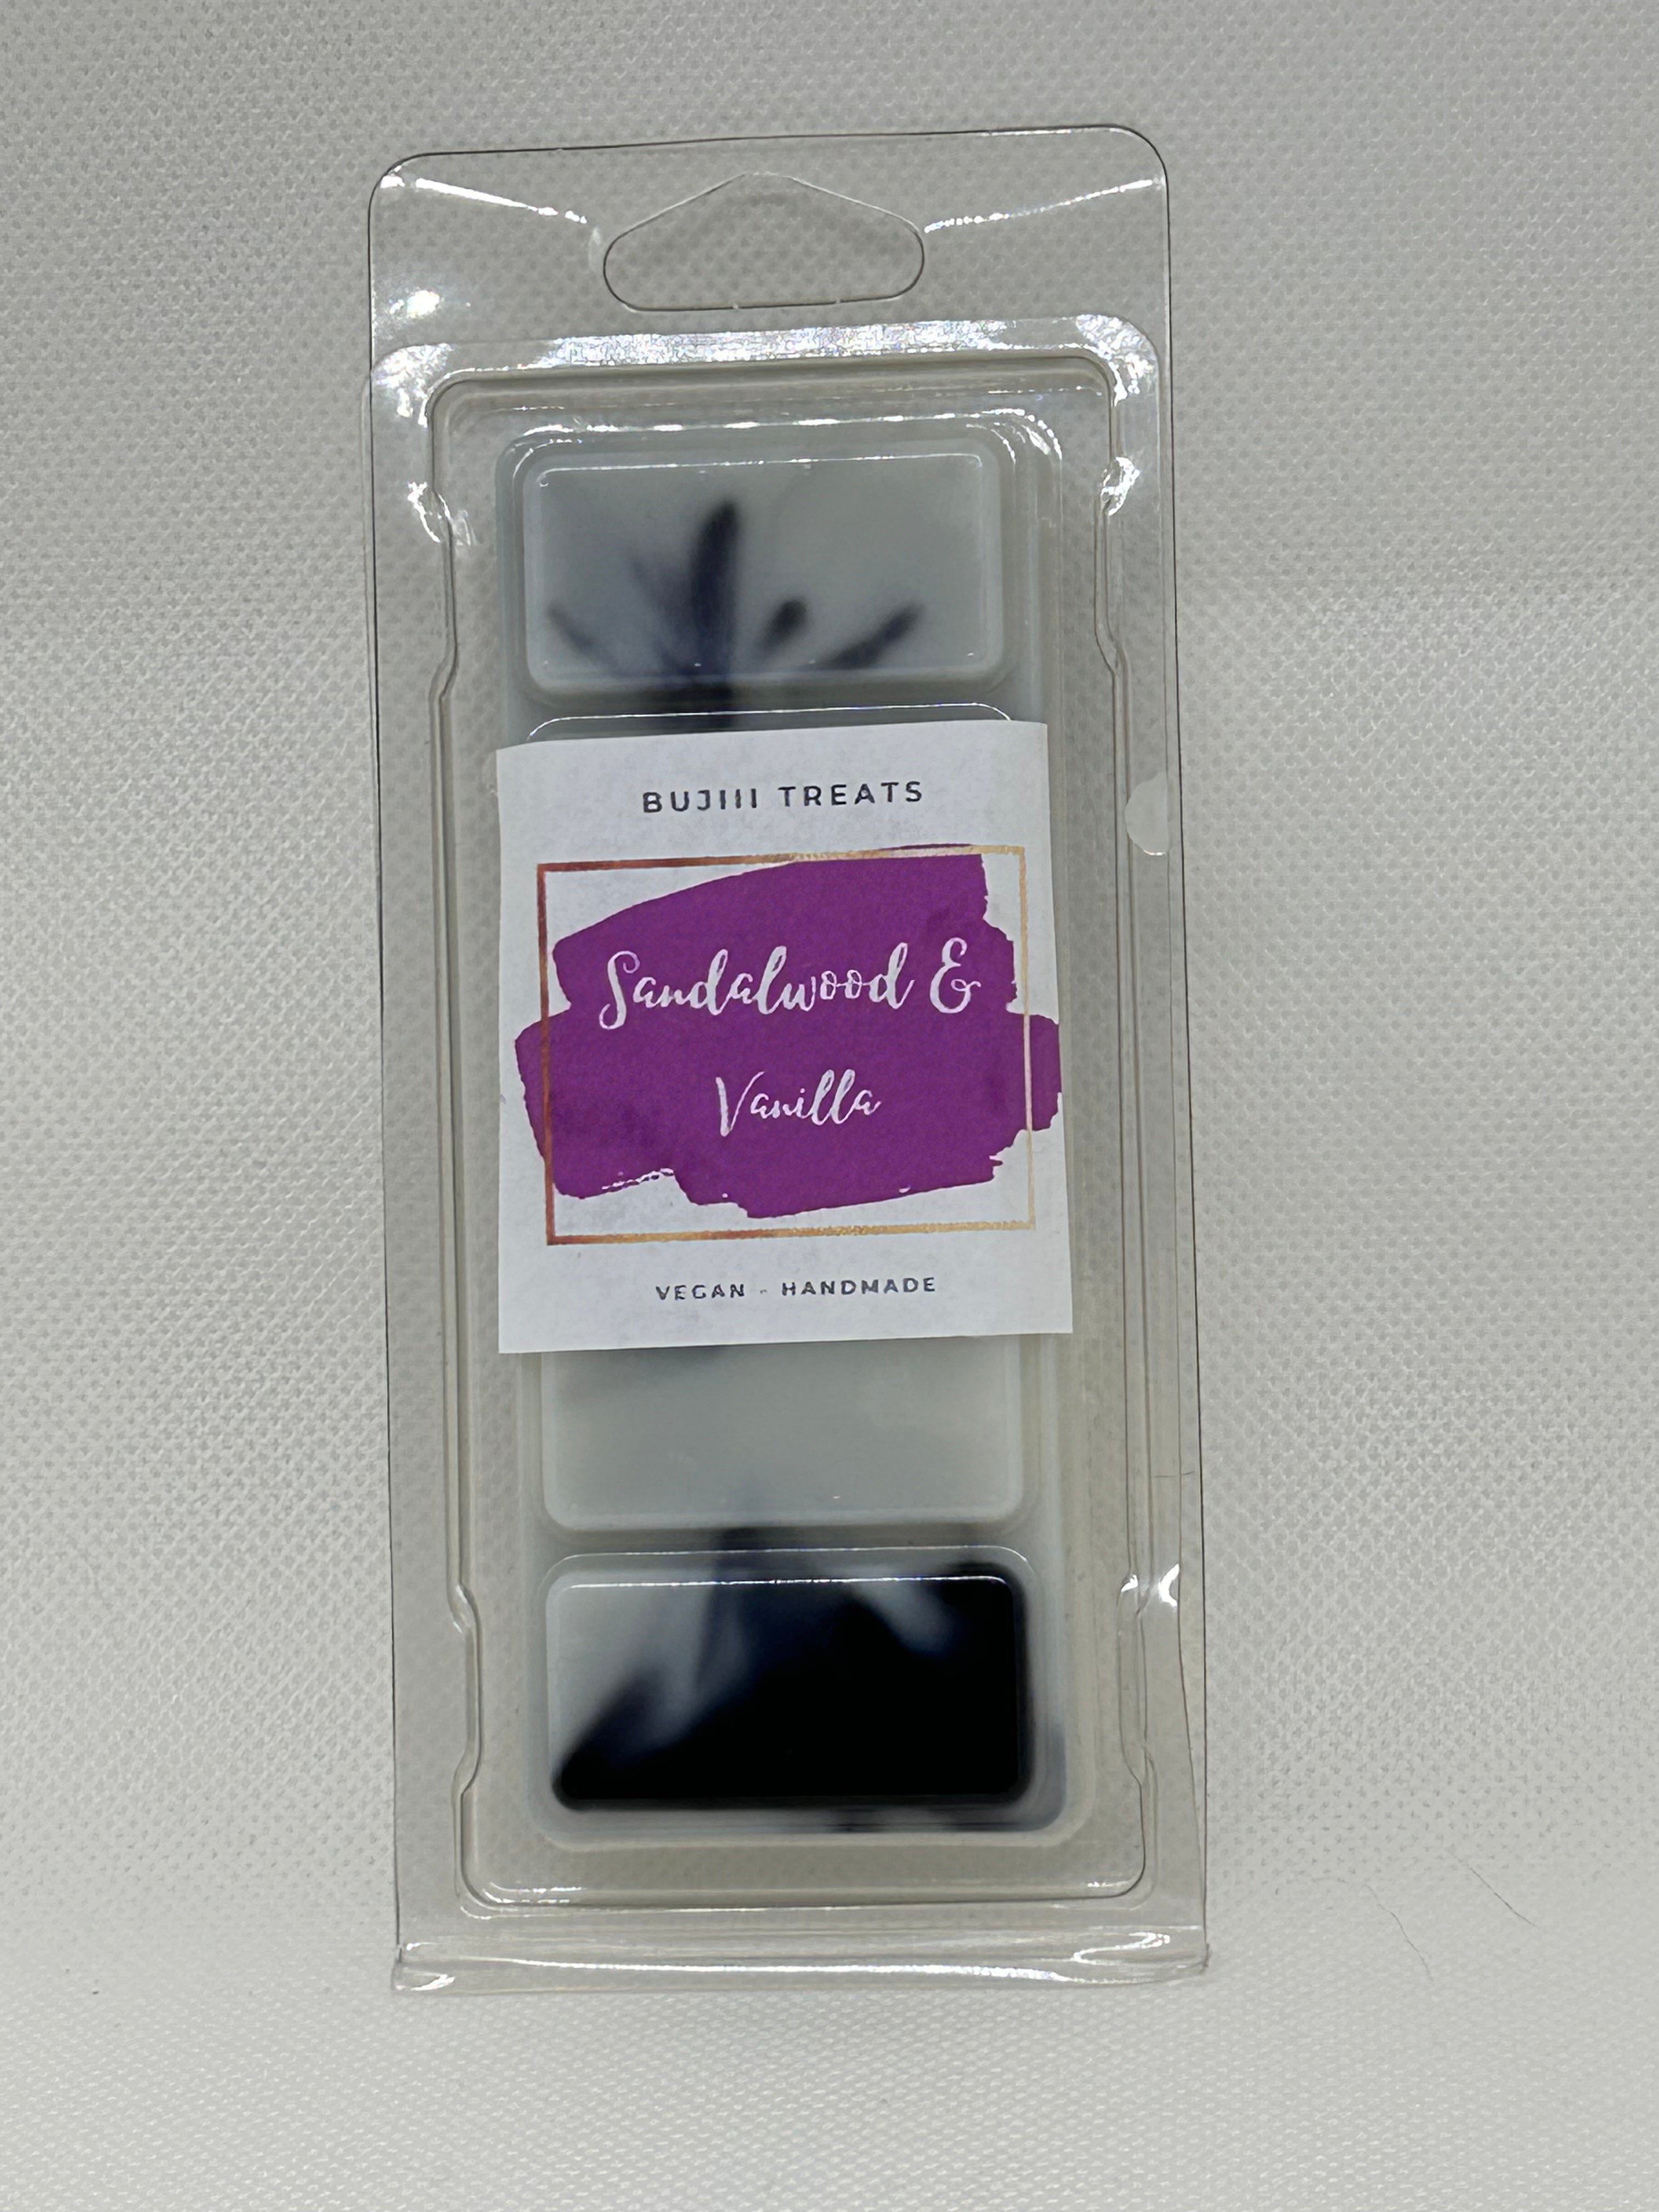 BUJIII TREATS
Sandalwood &
Vanilla
VEGAN - HANDMADE